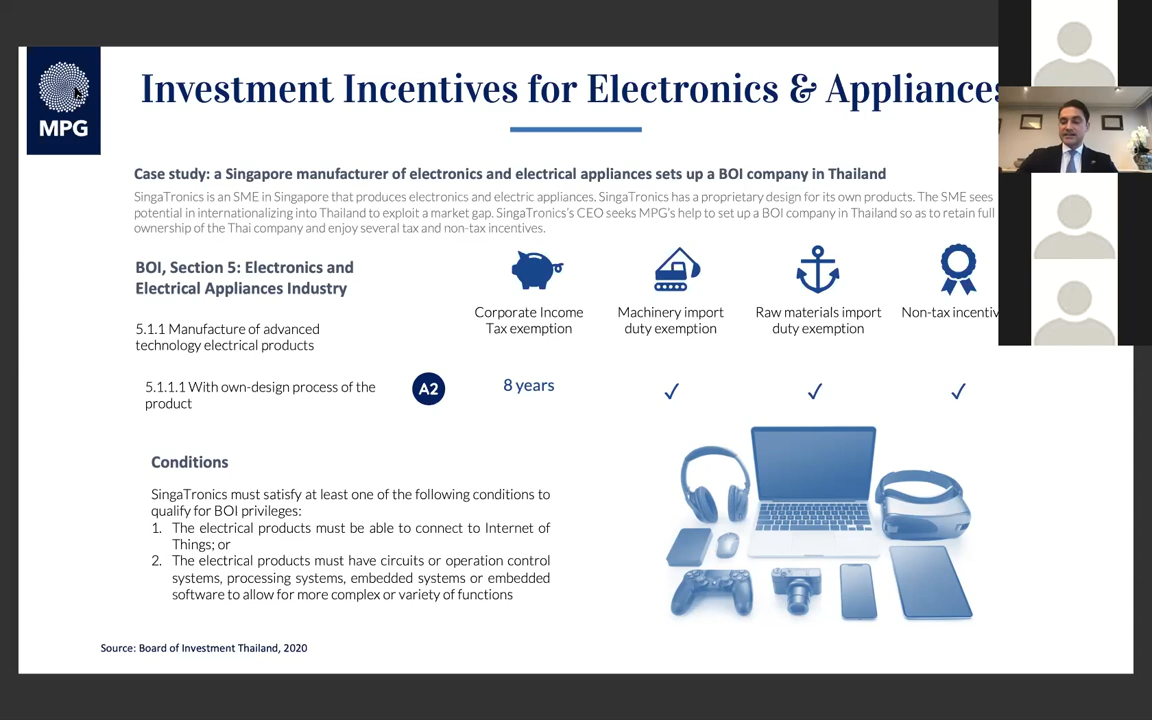 MPG
Investment Incentives for Electronics & Appliances
Case study: a Singapore manufacturer of electronics and electrical appliances sets up a BOI company in Thailand
SingaTronics is an SME in Singapore that produces electronics and electric appliances. SingaTronics has a proprietary design for its own products. The SME sees
potential in internationalizing into Thailand to exploit a market gap. SingaTronics's CEO seeks MPG's help to set up a BOI company in Thailand so as to retain full
ownership of the Thai company and enjoy several tax and non-tax incentives.
BOI, Section 5: Electronics and
Electrical Appliances Industry
Corporate Income
Tax exemption
Machinery import
duty exemption
Raw materials import
duty exemption
Non-tax incentiv
5.1.1 Manufacture of advanced
technology electrical products
5.1.1.1 With own-design process of the
product
A2
8 years
✓
✓
✓
Conditions
SingaTronics must satisfy at least one of the following conditions to
qualify for BOI privileges:
1. The electrical products must be able to connect to Internet of
Things; or
2. The electrical products must have circuits or operation control
systems, processing systems, embedded systems or embedded
software to allow for more complex or variety of functions
Source: Board of Investment Thailand, 2020